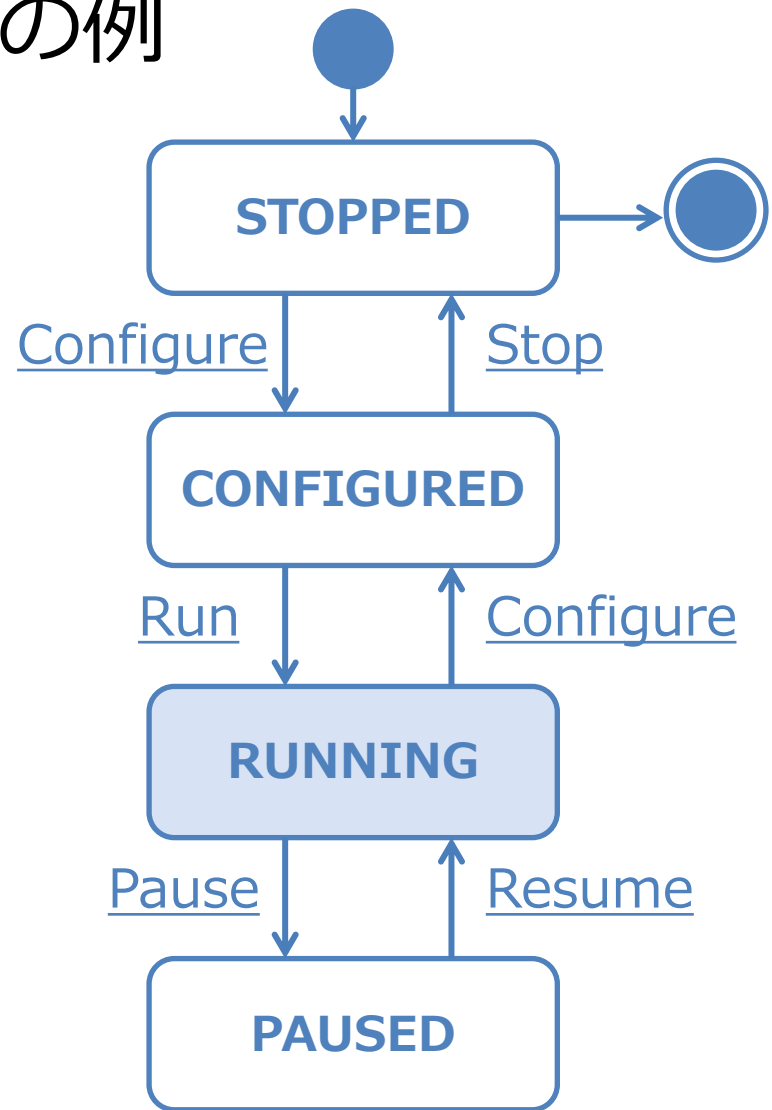 の例
STOPPED
Configure
Stop
CONFIGURED
Run
Configure
RUNNING
Pause
Resume
PAUSED